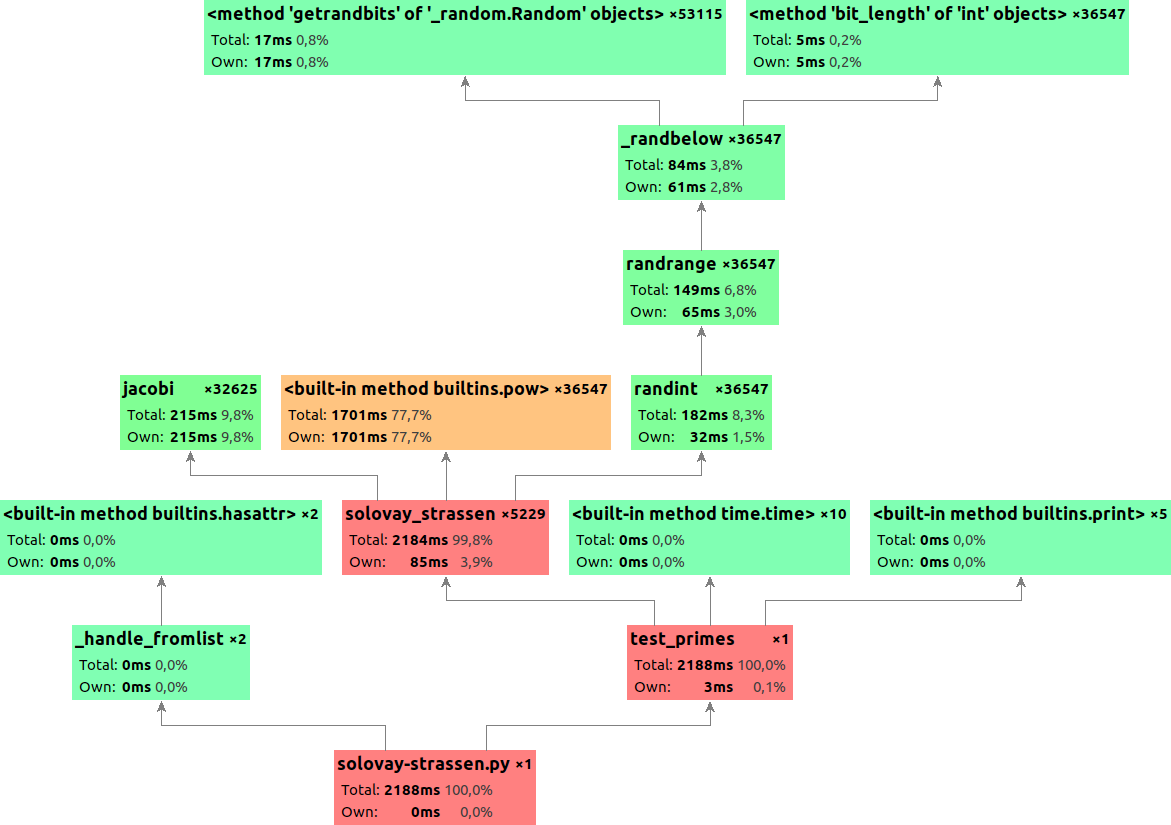 <method 'getrandbits' of '_random.Random' objects> ×53115
Total: 17ms 0,8%
Own: 17ms 0,8%
<method 'bit_length' of 'int' objects> ×36547
Total: 5ms 0,2%
Own: 5ms 0,2%
_randbelow ×36547
Total: 84ms 3,8%
Own: 61ms 2,8%
randrange ×36547
Total: 149ms 6,8%
Own: 65ms 3,0%
jacobi ×32625
Total: 215ms 9,8%
Own: 215ms 9,8%
<built-in method builtins.pow> ×36547
Total: 1701ms 77,7%
Own: 1701ms 77,7%
randint ×36547
Total: 182ms 8,3%
Own: 32ms 1,5%
<built-in method builtins.hasattr> ×2
Total: 0ms 0,0%
Own: 0ms 0,0%
solovay_strassen ×5229
Total: 2184ms 99,8%
Own: 85ms 3,9%
<built-in method time.time> ×10
Total: 0ms 0,0%
Own: 0ms 0,0%
<built-in method builtins.print> ×5
Total: 0ms 0,0%
Own: 0ms 0,0%
_handle_fromlist ×2
Total: 0ms 0,0%
Own: 0ms 0,0%
test_primes ×1
Total: 2188ms 100,0%
Own: 3ms 0,1%
solovay-strassen.py ×1
Total: 2188ms 100,0%
Own: 0ms 0,0%